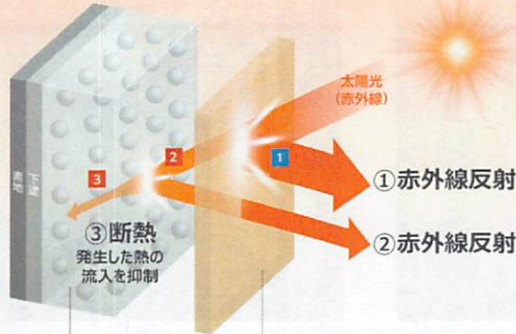 太陽光
(赤外線)
2
1
3
①赤外線反射
②赤外線反射
③断熱
発生した熱の
流入を抑制
下塗
素地